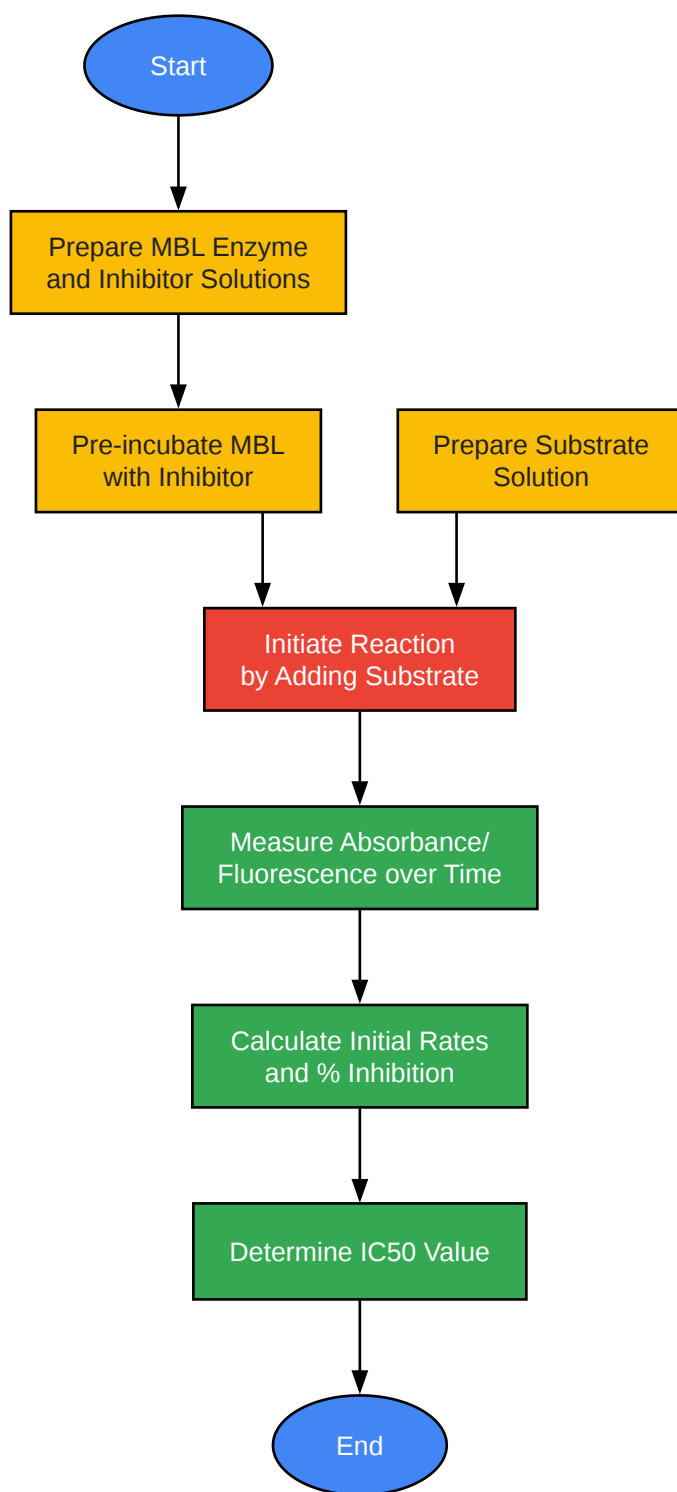 Start
Prepare MBL Enzyme
and Inhibitor Solutions
Pre-incubate MBL
with Inhibitor
Prepare Substrate
Solution
Initiate Reaction
by Adding Substrate
Measure Absorbance/
Fluorescence over Time
Calculate Initial Rates
and % Inhibition
Determine IC50 Value
End